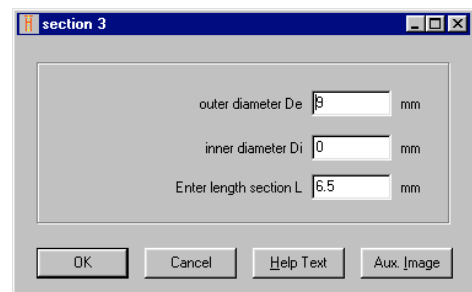 section 3
outer diameter De 9 mm
inner diameter Di 0 mm
Enter length section L 6.5 mm
OK Cancel Help Text Aux. Image